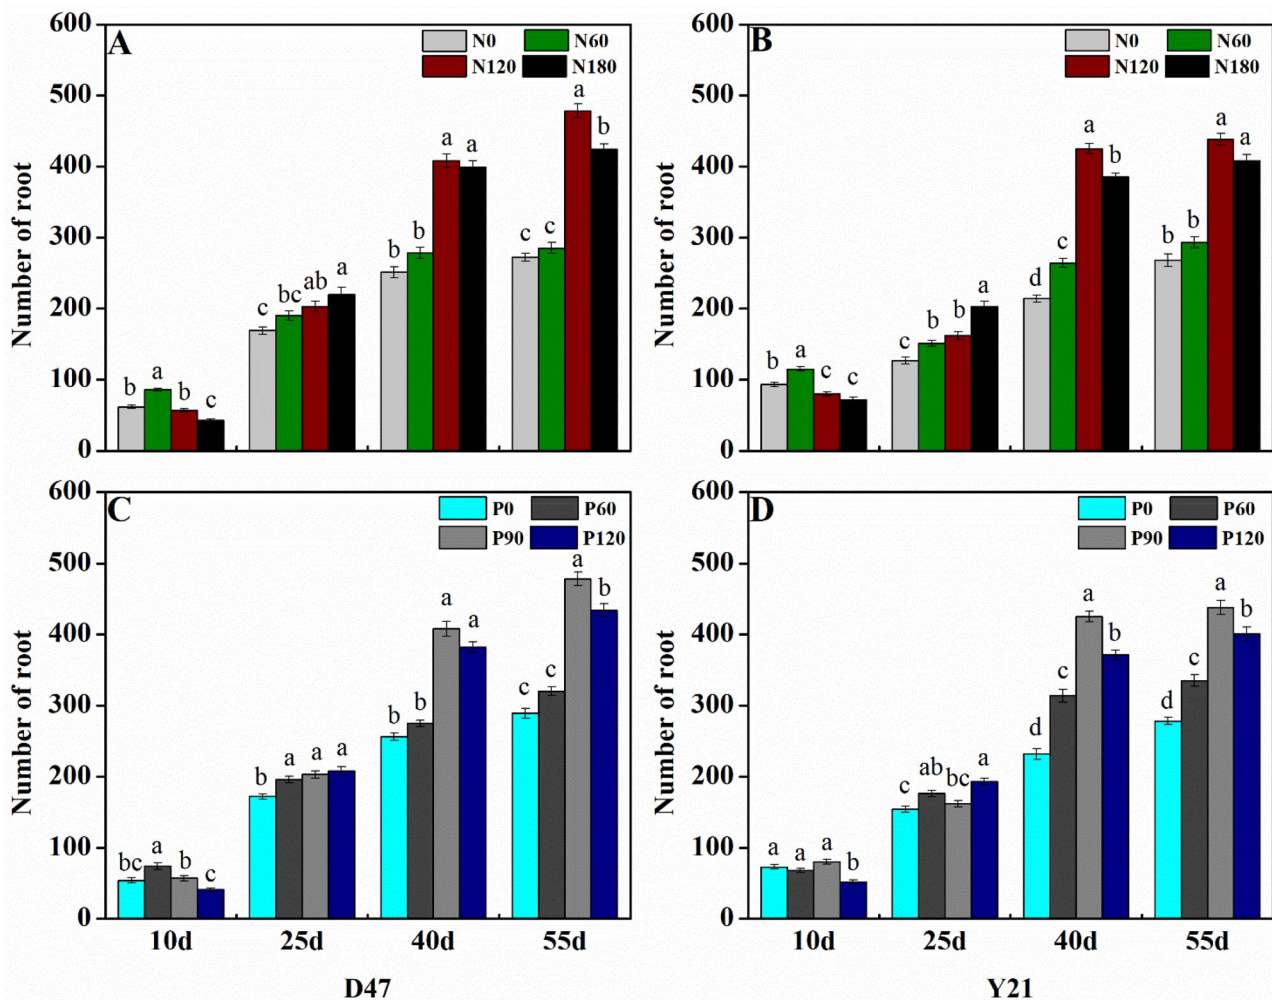 A
N0 N60
N120 N180
600
500
400
300
200
100
0
Number of root
b a b c
c bc ab a
b b a a
c c a b
B
N0 N60
N120 N180
600
500
400
300
200
100
0
Number of root
b a c c
c b b a
d c a b
b b a a
C
P0 P60
P90 P120
600
500
400
300
200
100
0
Number of root
bc a b c
b a a a
b b a a
c c a b
10d 25d 40d 55d
D47
D
P0 P60
P90 P120
600
500
400
300
200
100
0
Number of root
a a a b
c ab bc a
d c a b
d c a b
10d 25d 40d 55d
Y21